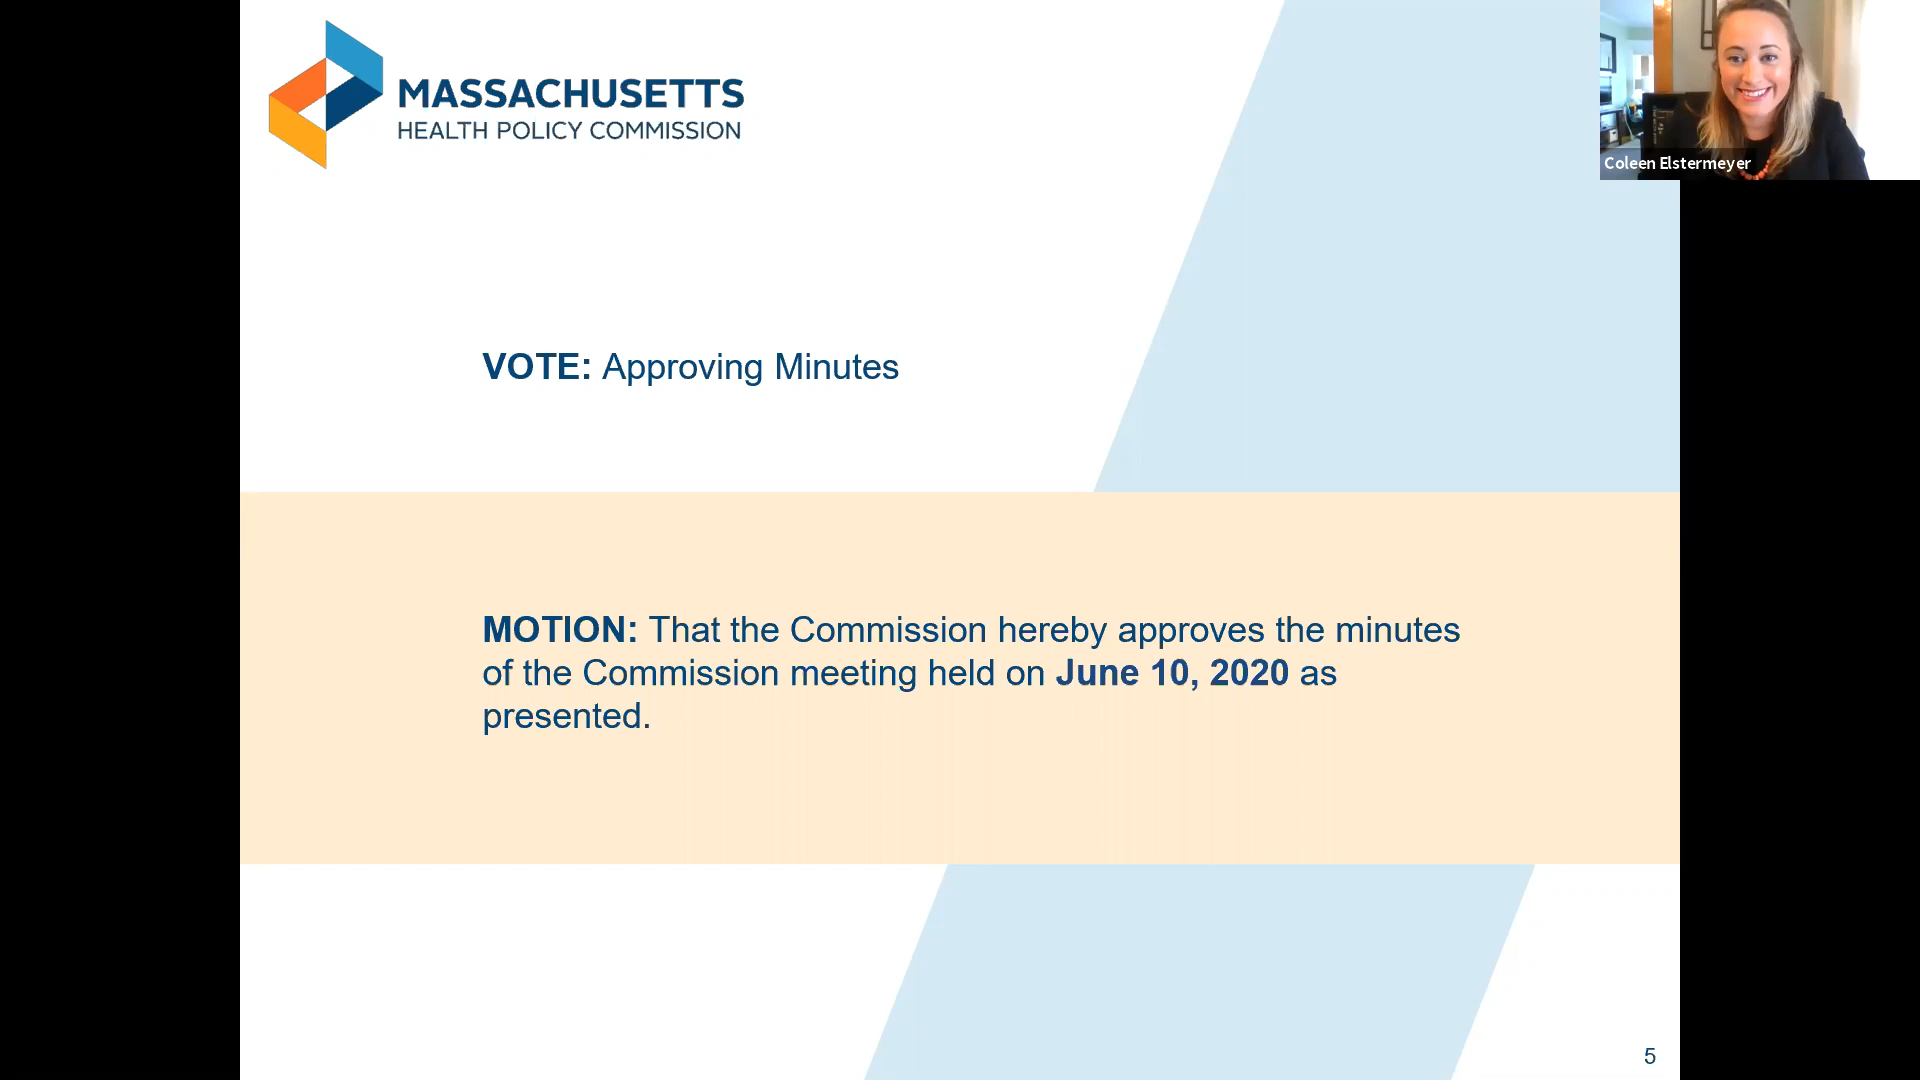 MASSACHUSETTS
HEALTH POLICY COMMISSION
Coleen Elstermeyer
VOTE: Approving Minutes
MOTION: That the Commission hereby approves the minutes
of the Commission meeting held on June 10, 2020 as
presented.
5